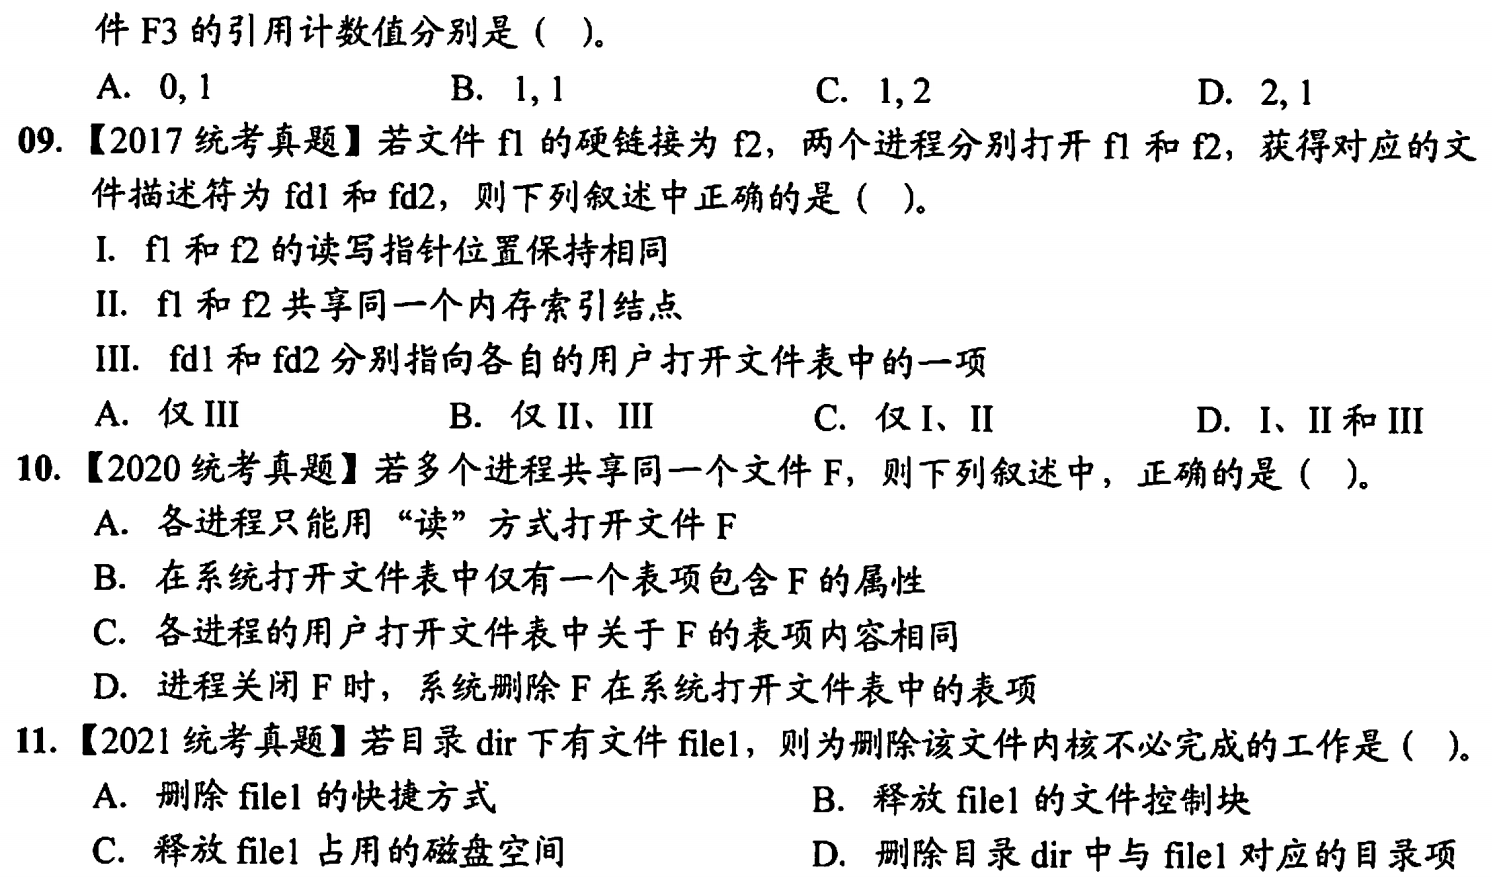 件 F3 的引用计数值分别是（ ）。
A. 0, 1 B. 1, 1 C. 1, 2 D. 2, 1
09.【2017 统考真题】若文件 f1 的硬链接为 f2，两个进程分别打开 f1 和 f2，获得对应的文
件描述符为 fd1 和 fd2，则下列叙述中正确的是（ ）。
I. f1 和 f2 的读写指针位置保持相同
II. f1 和 f2 共享同一个内存索引结点
III. fd1 和 fd2 分别指向各自的用户打开文件表中的一项
A. 仅 III B. 仅 II、III C. 仅 I、II D. I、II 和 III
10.【2020 统考真题】若多个进程共享同一个文件 F，则下列叙述中，正确的是（ ）。
A. 各进程只能用“读”方式打开文件 F
B. 在系统打开文件表中仅有一个表项包含 F 的属性
C. 各进程的用户打开文件表中关于 F 的表项内容相同
D. 进程关闭 F 时，系统删除 F 在系统打开文件表中的表项
11.【2021 统考真题】若目录 dir 下有文件 file1，则为删除该文件内核不必完成的工作是（ ）。
A. 删除 file1 的快捷方式 B. 释放 file1 的文件控制块
C. 释放 file1 占用的磁盘空间 D. 删除目录 dir 中与 file1 对应的目录项